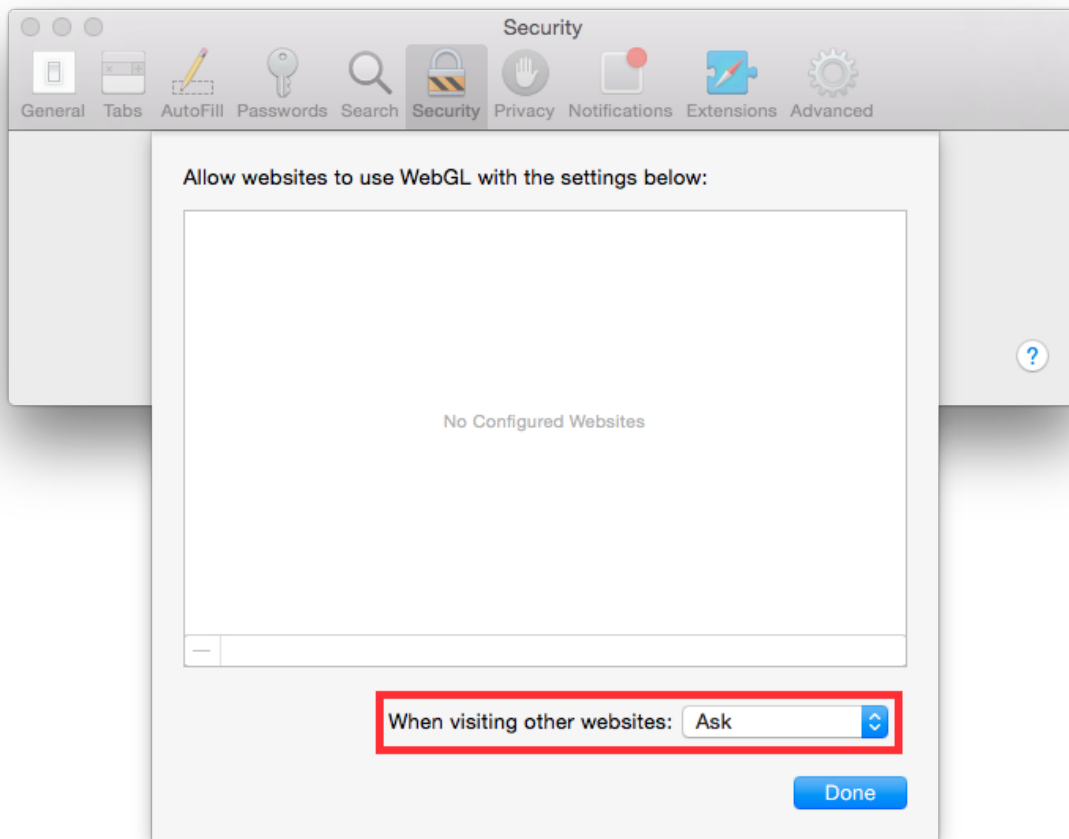 Security
General Tabs AutoFill Passwords Search Security Privacy Notifications Extensions Advanced
Allow websites to use WebGL with the settings below:
?
No Configured Websites
When visiting other websites: Ask
Done